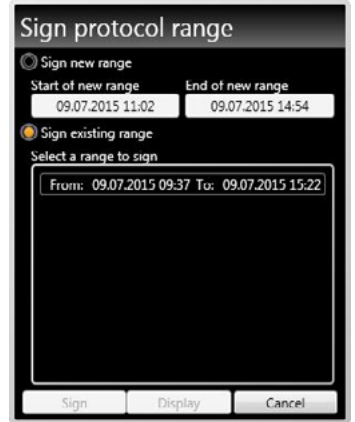 Sign protocol range
Sign new range
Start of new range End of new range
09.07.2015 11:02 09.07.2015 14:54
Sign existing range
Select a range to sign
From: 09.07.2015 09:37 To: 09.07.2015 15:22
Sign Display Cancel